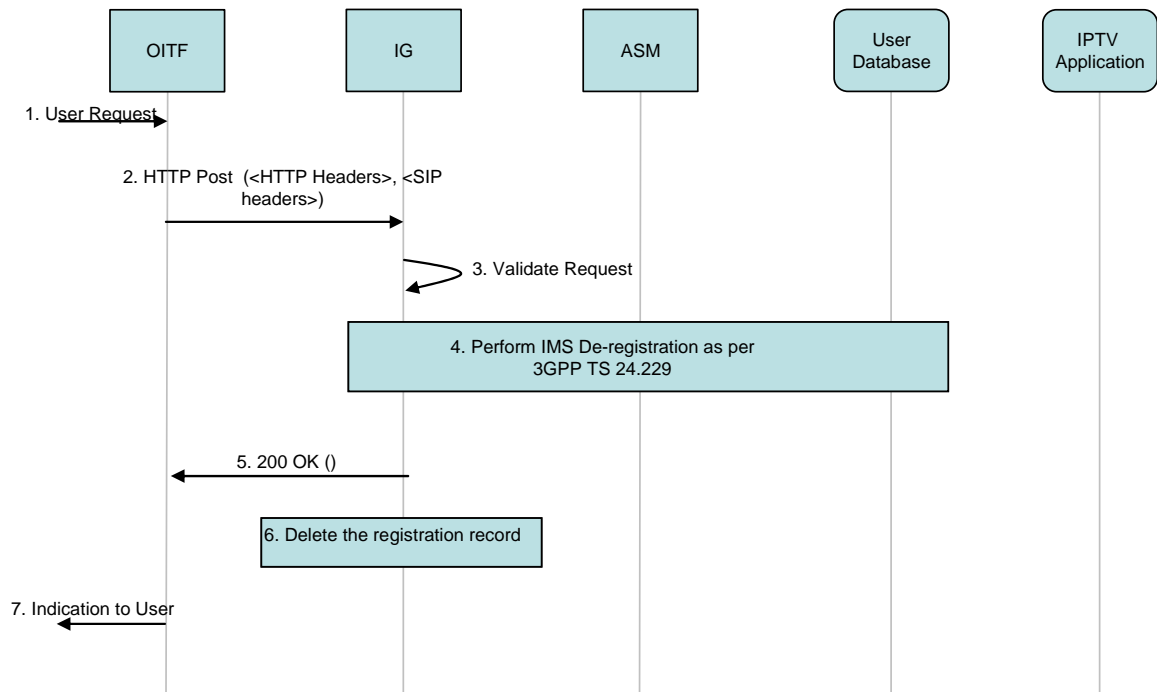 OITF
IG
ASM
User
Database
IPTV
Application
1. User Request
2. HTTP Post (<HTTP Headers>, <SIP
headers>)
3. Validate Request
4. Perform IMS De-registration as per
3GPP TS 24.229
5. 200 OK ()
6. Delete the registration record
7. Indication to User